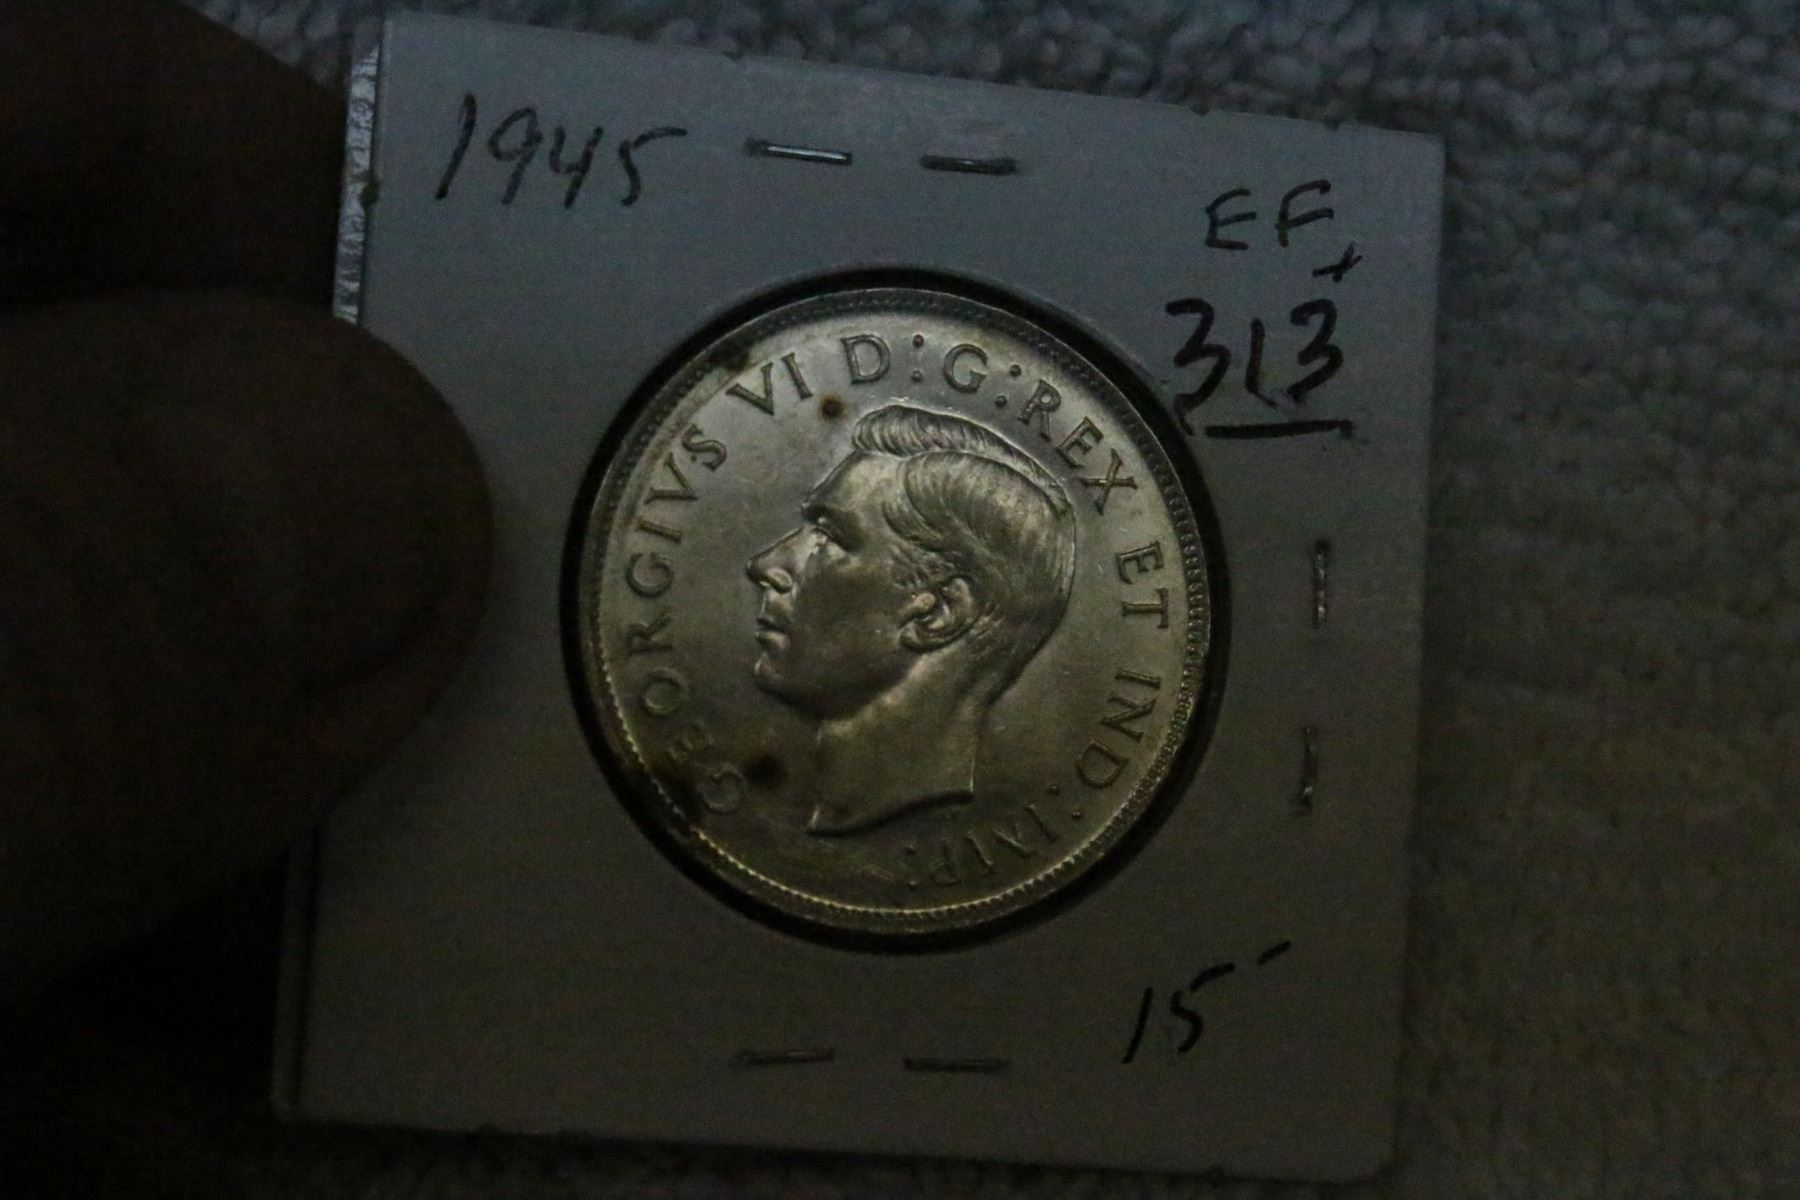 1945
EF+
313
GEORGIVS VI D:G:REX ET IND:IMP:
15-